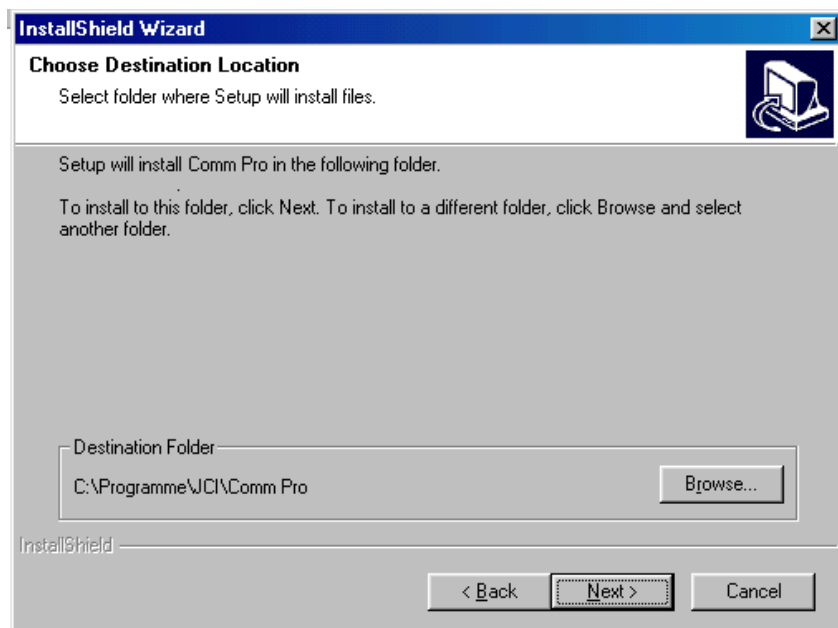 InstallShield Wizard
Choose Destination Location
Select folder where Setup will install files.
Setup will install Comm Pro in the following folder.
To install to this folder, click Next. To install to a different folder, click Browse and select
another folder.
Destination Folder
C:\Programme\JCI\Comm Pro
Browse...
InstallShield
< Back
Next >
Cancel